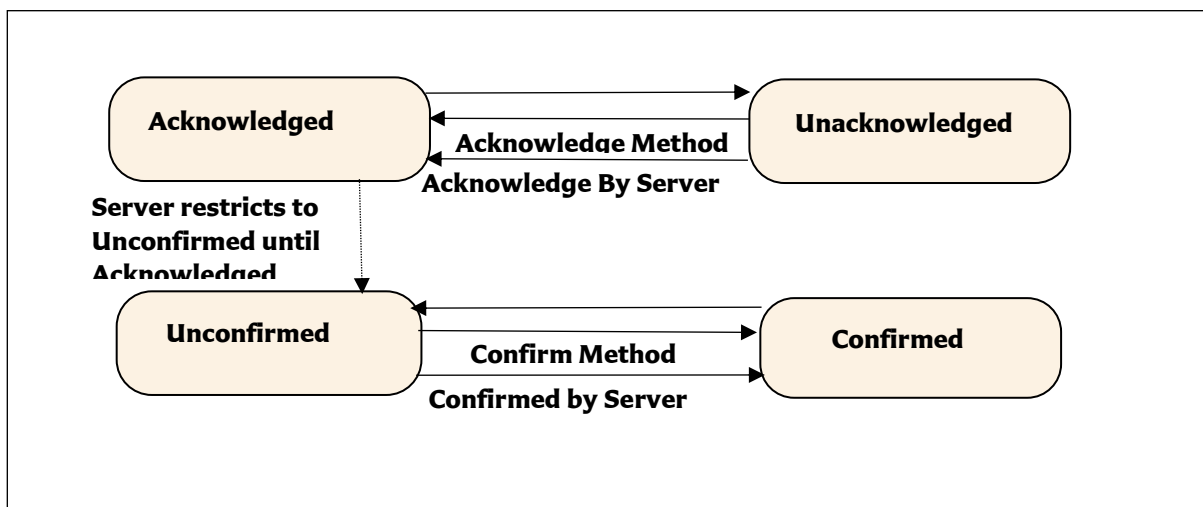 Acknowledged
Unacknowledged
Acknowledge Method
Acknowledge By Server
Server restricts to
Unconfirmed until
Acknowledged
Unconfirmed
Confirmed
Confirm Method
Confirmed by Server